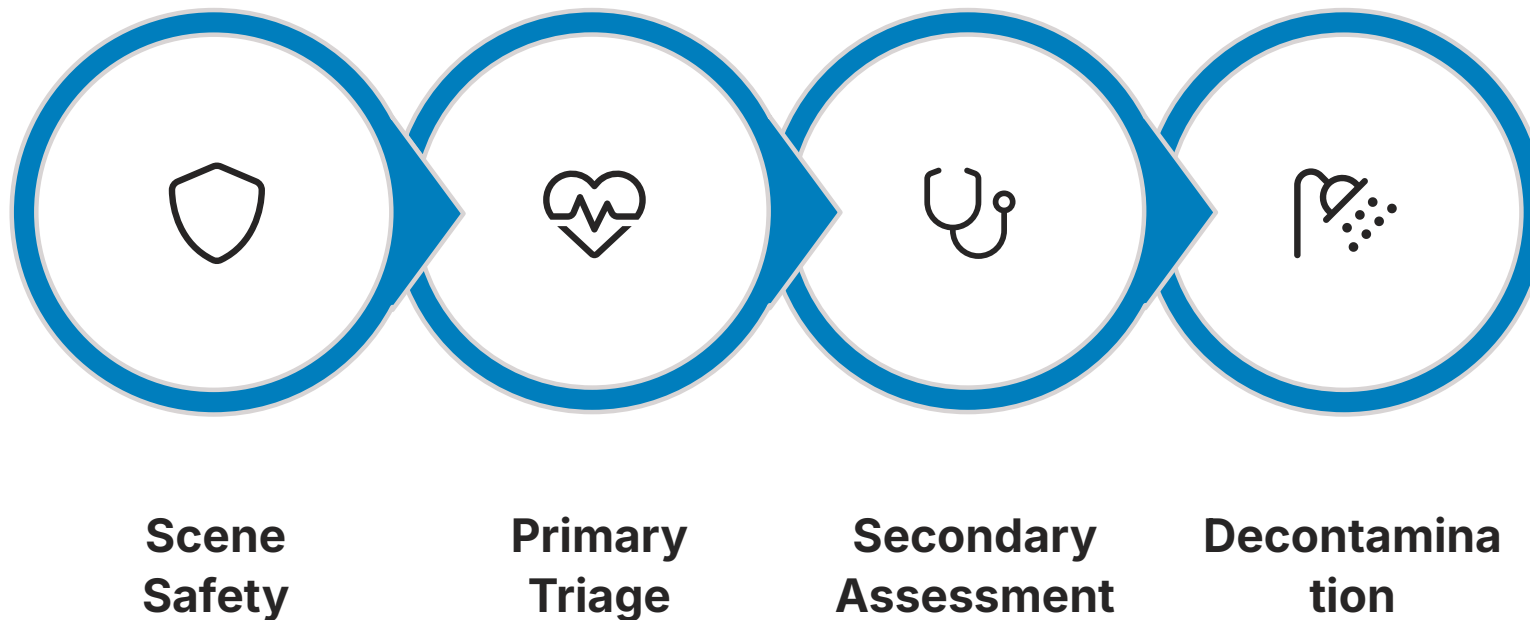 Scene
Safety
Primary
Triage
Secondary
Assessment
Decontamina
tion